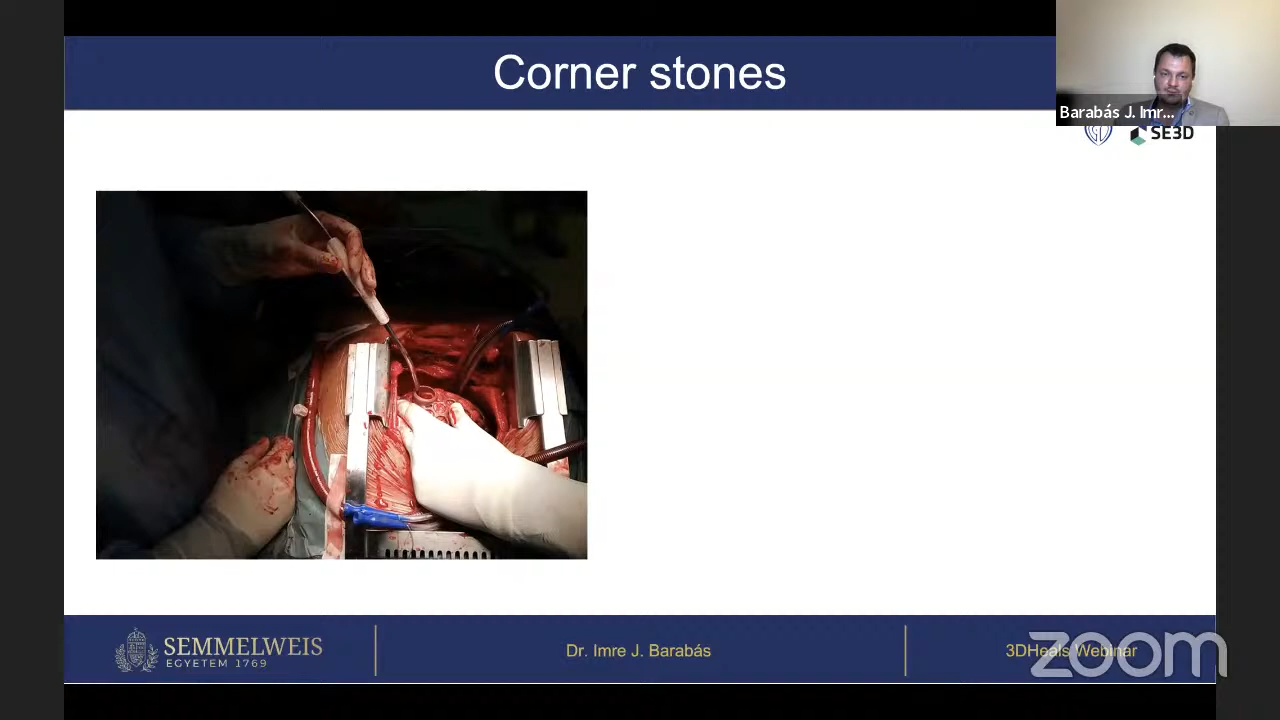 Corner stones
Barabás J. Imr...
SE3D
SEMMELWEIS
EGYETEM 1769
Dr. Imre J. Barabás
3DHeals Webinar
zoom